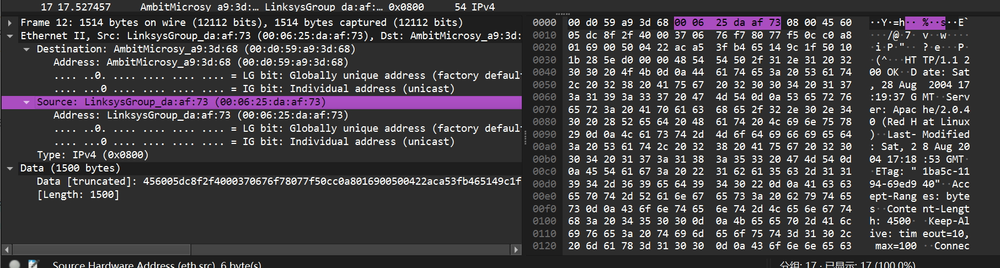 17 17.527457 AmbitMicrosy_a9:3d:… LinksysGroup_da:af:… 0x0800 54 IPv4
Frame 12: 1514 bytes on wire (12112 bits), 1514 bytes captured (12112 bits)
Ethernet II, Src: LinksysGroup_da:af:73 (00:06:25:da:af:73), Dst: AmbitMicrosy_a9:3d:
Destination: AmbitMicrosy_a9:3d:68 (00:d0:59:a9:3d:68)
Address: AmbitMicrosy_a9:3d:68 (00:d0:59:a9:3d:68)
.... ..0. .... .... .... .... = LG bit: Globally unique address (factory default
.... ...0 .... .... .... .... = IG bit: Individual address (unicast)
Source: LinksysGroup_da:af:73 (00:06:25:da:af:73)
Address: LinksysGroup_da:af:73 (00:06:25:da:af:73)
.... ..0. .... .... .... .... = LG bit: Globally unique address (factory default
.... ...0 .... .... .... .... = IG bit: Individual address (unicast)
Type: IPv4 (0x0800)
Data (1500 bytes)
Data [truncated]: 456005dc8f2f4000370676f78077f50cc0a8016900500422aca53fb465149c1f
[Length: 1500]
0000 00 d0 59 a9 3d 68 00 06 25 da af 73 08 00 45 60 ··Y·=h·· %··s··E`
0010 05 dc 8f 2f 40 00 37 06 76 f7 80 77 f5 0c c0 a8 ···/@·7· v··w····
0020 01 69 00 50 04 22 ac a5 3f b4 65 14 9c 1f 50 10 ·i·P·"·· ?·e···P·
0030 1b 28 5e d0 00 00 48 54 54 50 2f 31 2e 31 20 32 ·(^···HT TP/1.1 2
0040 30 30 20 4f 4b 0d 0a 44 61 74 65 3a 20 53 61 74 00 OK··D ate: Sat
0050 2c 20 32 38 20 41 75 67 20 32 30 30 34 20 31 37 , 28 Aug 2004 17
0060 3a 31 39 3a 33 37 20 47 4d 54 0d 0a 53 65 72 76 :19:37 G MT··Serv
0070 65 72 3a 20 41 70 61 63 68 65 2f 32 2e 30 2e 34 er: Apac he/2.0.4
0080 30 20 28 52 65 64 20 48 61 74 20 4c 69 6e 75 78 0 (Red H at Linux
0090 29 0d 0a 4c 61 73 74 2d 4d 6f 64 69 66 69 65 64 )··Last- Modified
00a0 3a 20 53 61 74 2c 20 32 38 20 41 75 67 20 32 30 : Sat, 2 8 Aug 20
00b0 30 34 20 31 37 3a 31 38 3a 35 33 20 47 4d 54 0d 04 17:18 :53 GMT·
00c0 0a 45 54 61 67 3a 20 22 31 62 61 35 63 2d 31 31 ·ETag: " 1ba5c-11
00d0 39 34 2d 36 39 65 64 39 34 30 22 0d 0a 41 63 63 94-69ed9 40"··Acc
00e0 65 70 74 2d 52 61 6e 67 65 73 3a 20 62 79 74 65 ept-Rang es: byte
00f0 73 0d 0a 43 6f 6e 74 65 6e 74 2d 4c 65 6e 67 74 s··Conte nt-Lengt
0100 68 3a 20 34 35 30 30 0d 0a 4b 65 65 70 2d 41 6c h: 4500· ·Keep-Al
0110 69 76 65 3a 20 74 69 6d 65 6f 75 74 3d 31 30 2c ive: tim eout=10,
0120 20 6d 61 78 3d 31 30 30 0d 0a 43 6f 6e 6e 65 63 max=100 ··Connec
Source Hardware Address (eth.src), 6 byte(s)
分组: 17 · 已显示: 17 (100.0%)